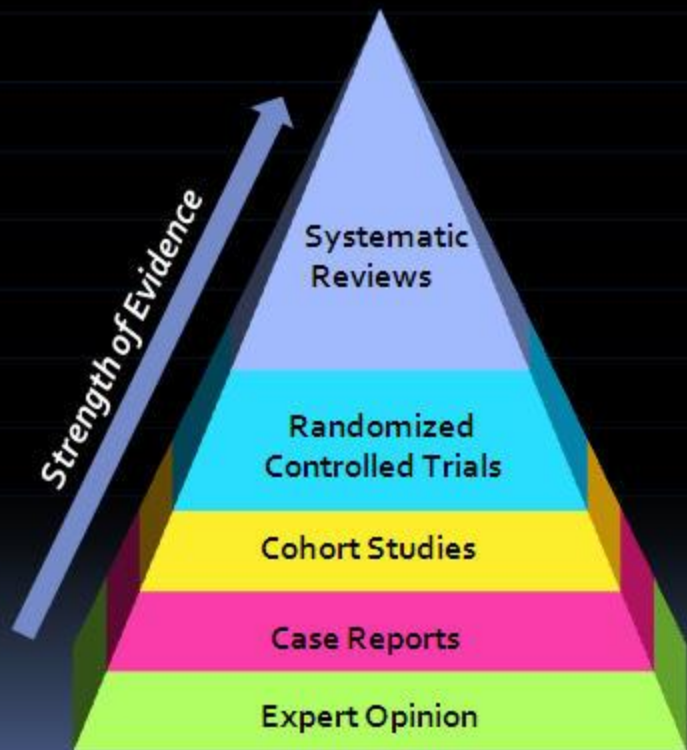 Strength of Evidence
Systematic
Reviews
Randomized
Controlled Trials
Cohort Studies
Case Reports
Expert Opinion